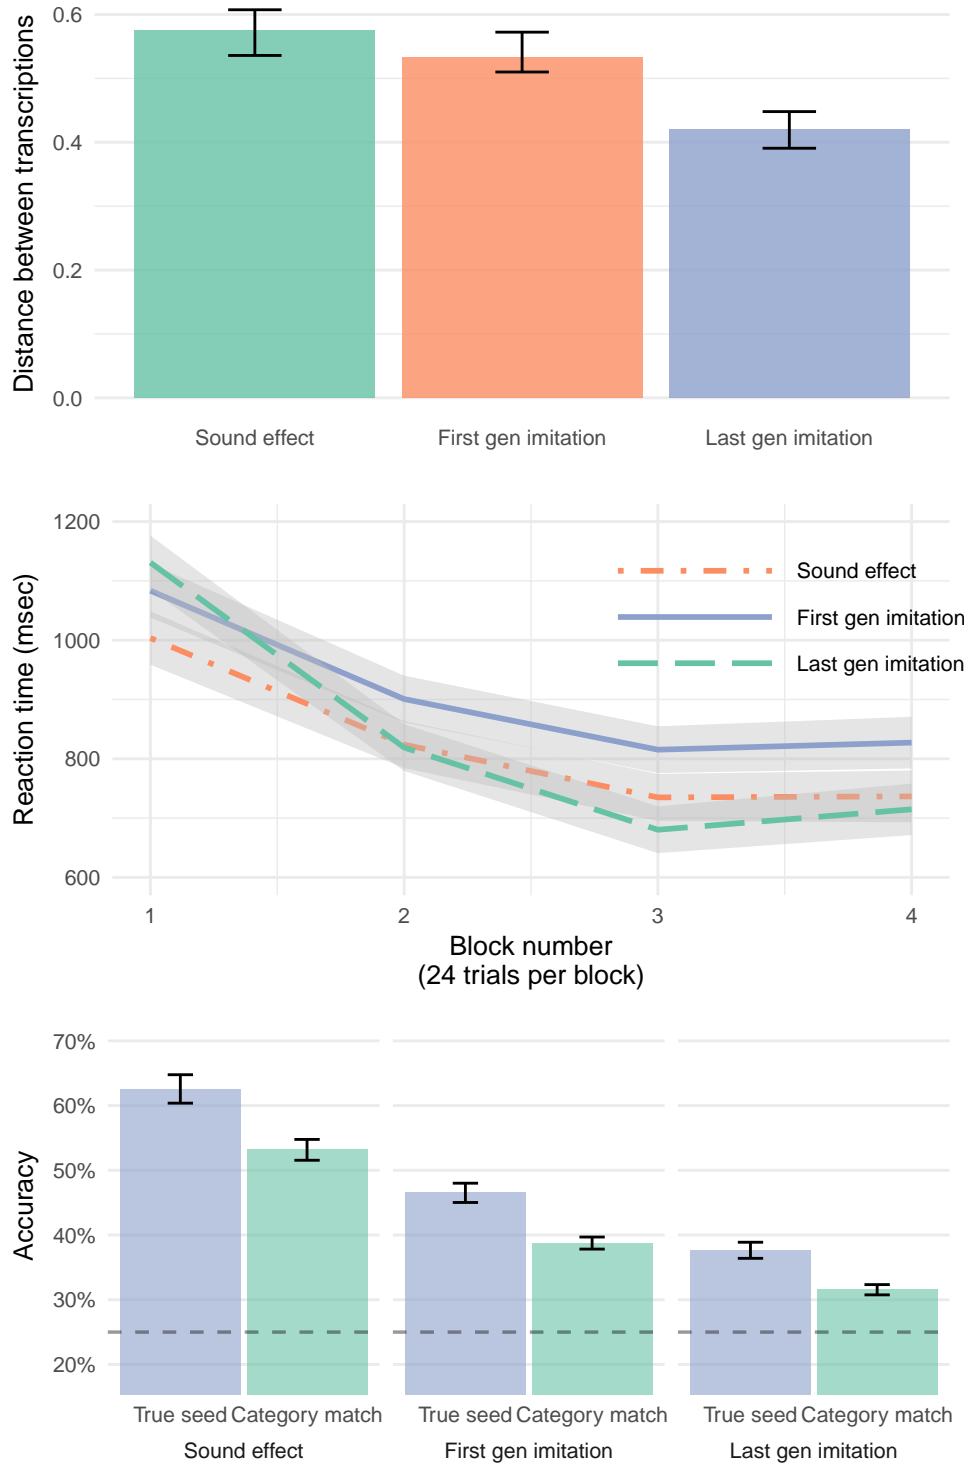 Distance between transcriptions
0.6
0.4
0.2
0.0
Sound effect First gen imitation Last gen imitation
Reaction time (msec)
1200
1000
800
600
Sound effect
First gen imitation
Last gen imitation
1 2 3 4
Block number
(24 trials per block)
Accuracy
70%
60%
50%
40%
30%
20%
True seed Category match True seed Category match True seed Category match
Sound effect First gen imitation Last gen imitation